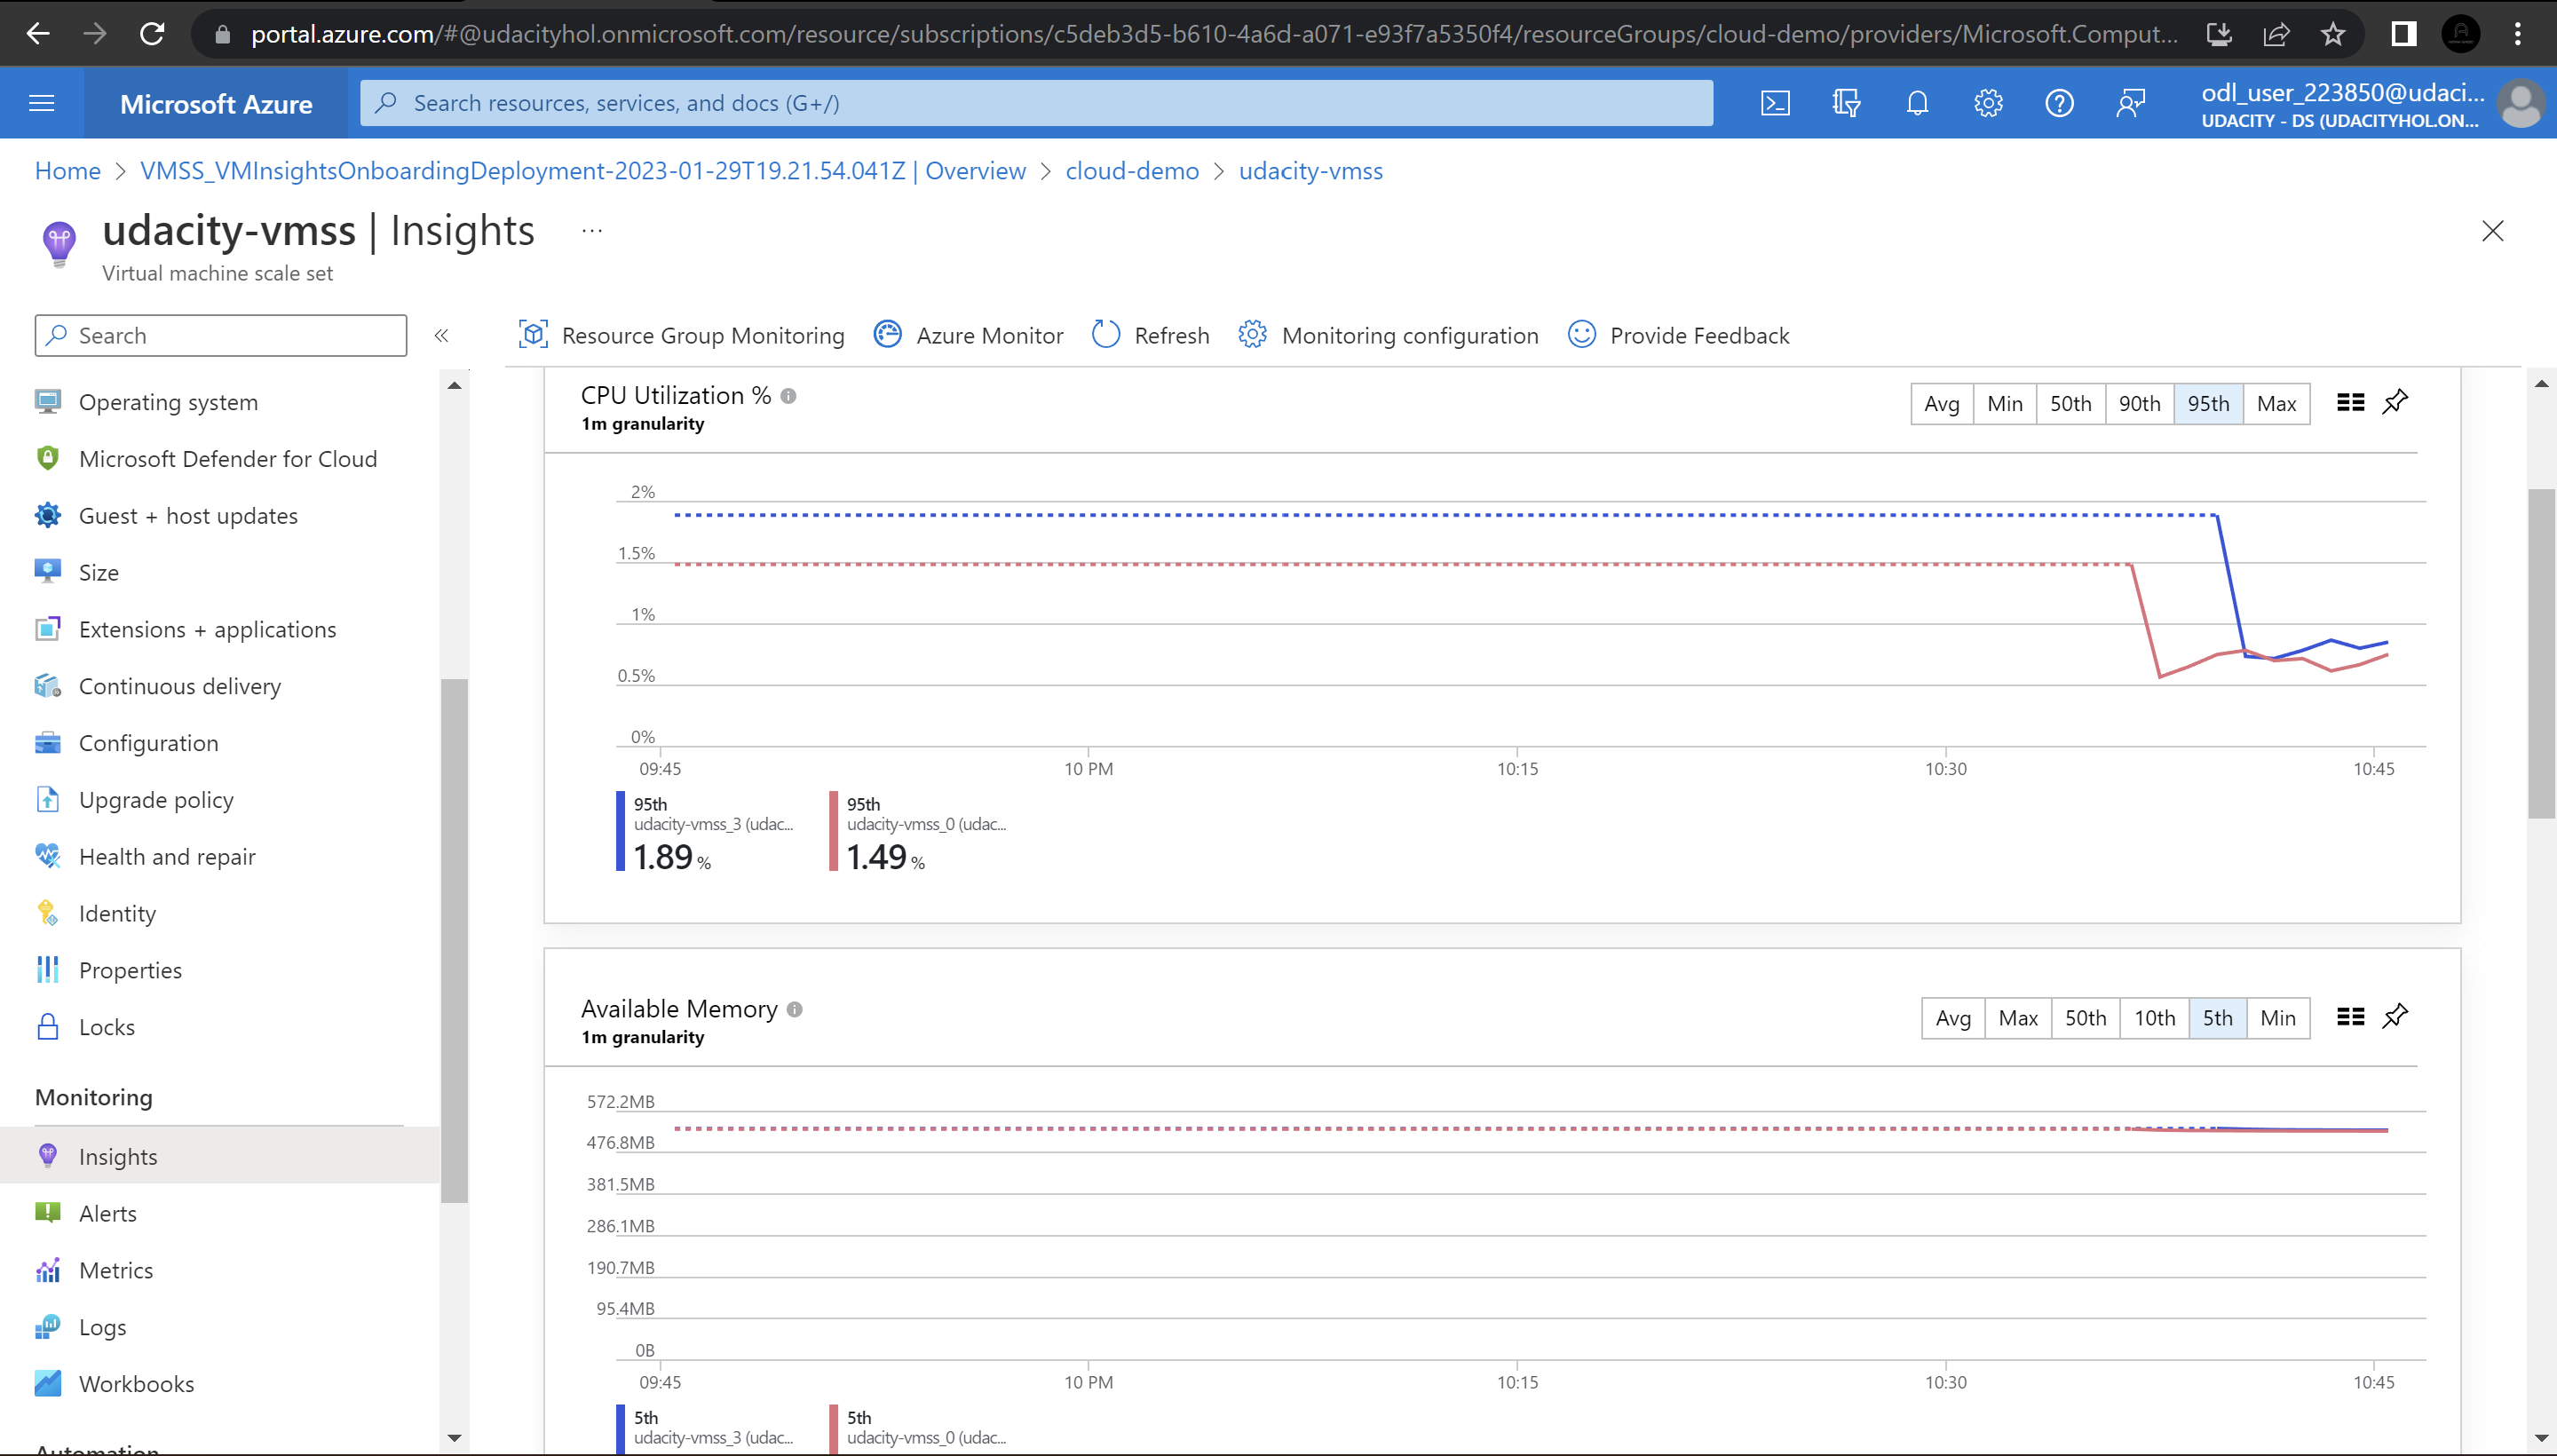 portal.azure.com/#@udacityhol.onmicrosoft.com/resource/subscriptions/c5deb3d5-b610-4a6d-a071-e93f7a5350f4/resourceGroups/cloud-demo/providers/Microsoft.Comput...
Microsoft Azure
Search resources, services, and docs (G+/)
odl_user_223850@udaci...
UDACITY - DS (UDACITYHOL.ON...
Home > VMSS_VMInsightsOnboardingDeployment-2023-01-29T19.21.54.041Z | Overview > cloud-demo > udacity-vmss
udacity-vmss | Insights ...
Virtual machine scale set
Search «
Operating system
Microsoft Defender for Cloud
Guest + host updates
Size
Extensions + applications
Continuous delivery
Configuration
Upgrade policy
Health and repair
Identity
Properties
Locks
Monitoring
Insights
Alerts
Metrics
Logs
Workbooks
Automation
Resource Group Monitoring Azure Monitor Refresh Monitoring configuration Provide Feedback
CPU Utilization %
1m granularity
Avg Min 50th 90th 95th Max
2%
1.5%
1%
0.5%
0%
09:45 10 PM 10:15 10:30 10:45
95th
udacity-vmss_3 (udac...
1.89 %
95th
udacity-vmss_0 (udac...
1.49 %
Available Memory
1m granularity
Avg Max 50th 10th 5th Min
572.2MB
476.8MB
381.5MB
286.1MB
190.7MB
95.4MB
0B
09:45 10 PM 10:15 10:30 10:45
5th
udacity-vmss_3 (udac...
5th
udacity-vmss_0 (udac...